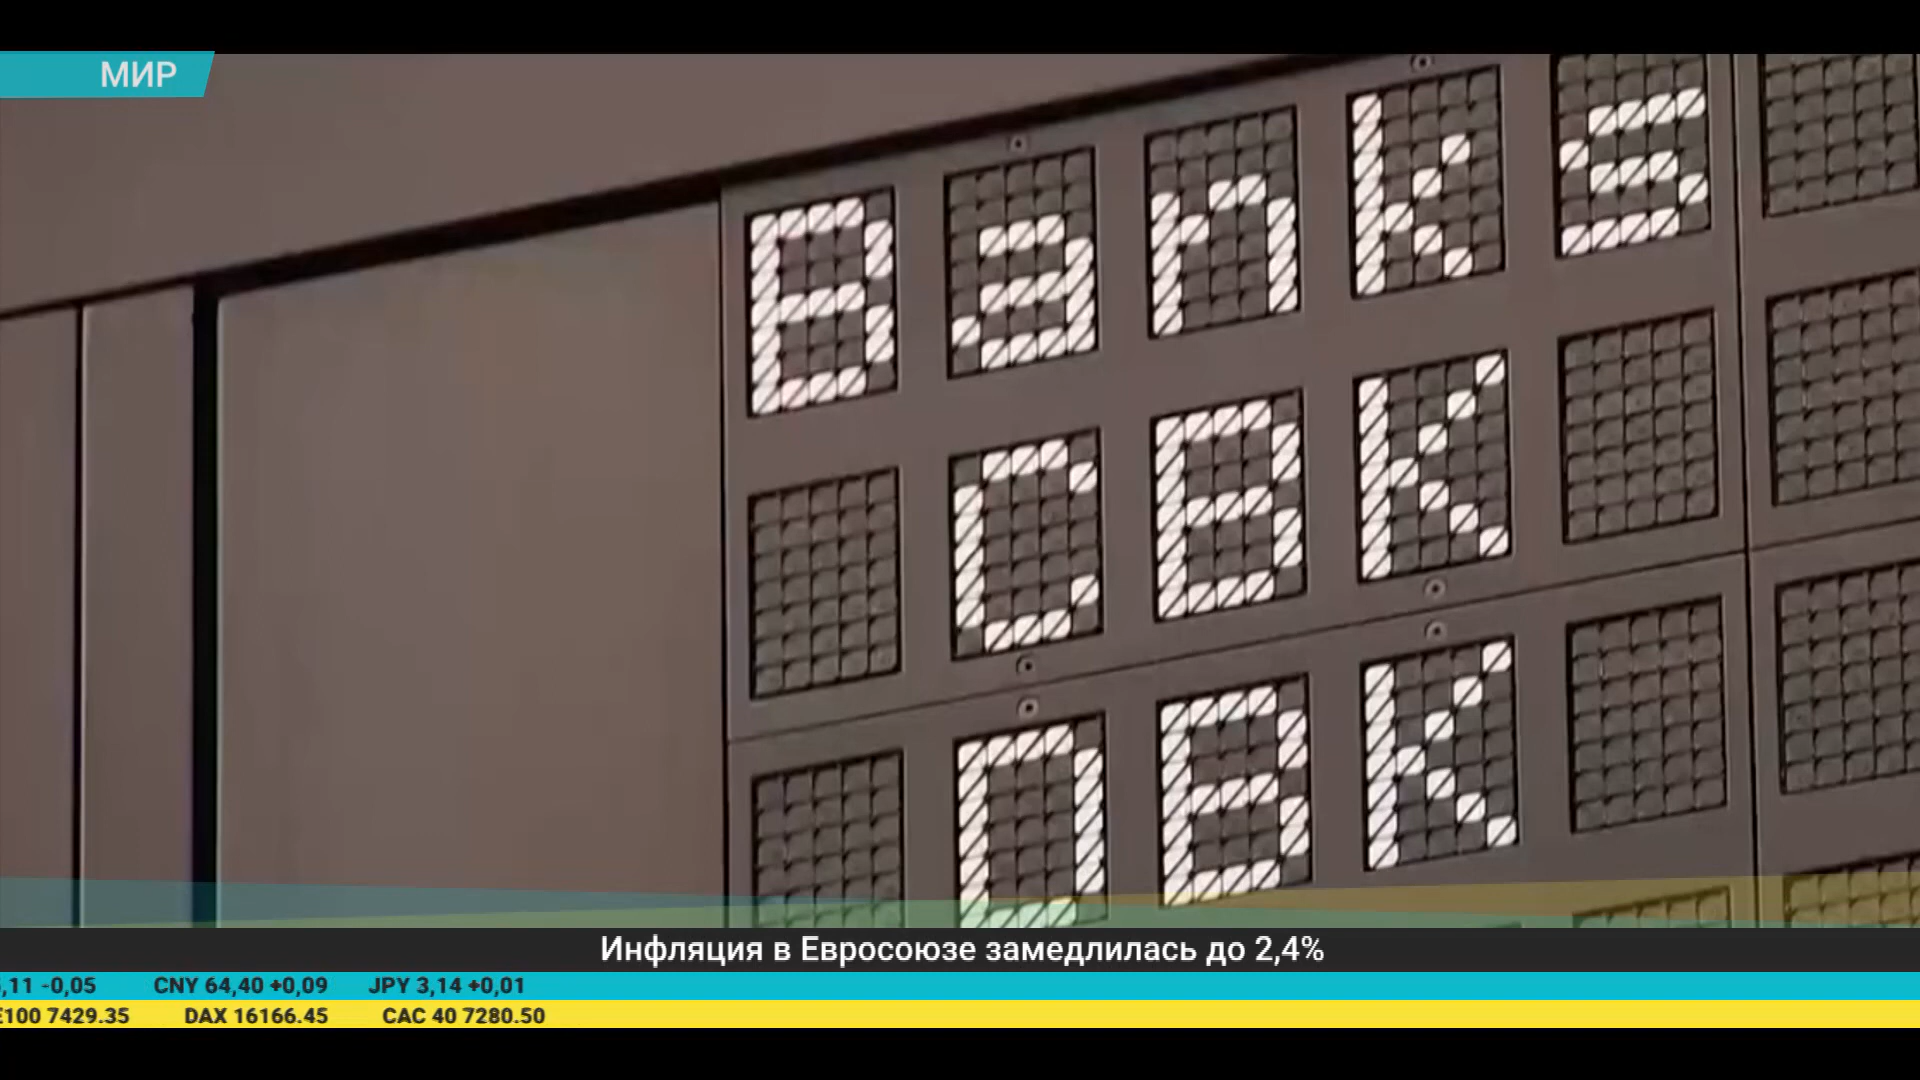 МИР
Banks
CBK
DBK
Инфляция в Евросоюзе замедлилась до 2,4%
,11 -0,05 CNY 64,40 +0,09 JPY 3,14 +0,01
E100 7429.35 DAX 16166.45 CAC 40 7280.50